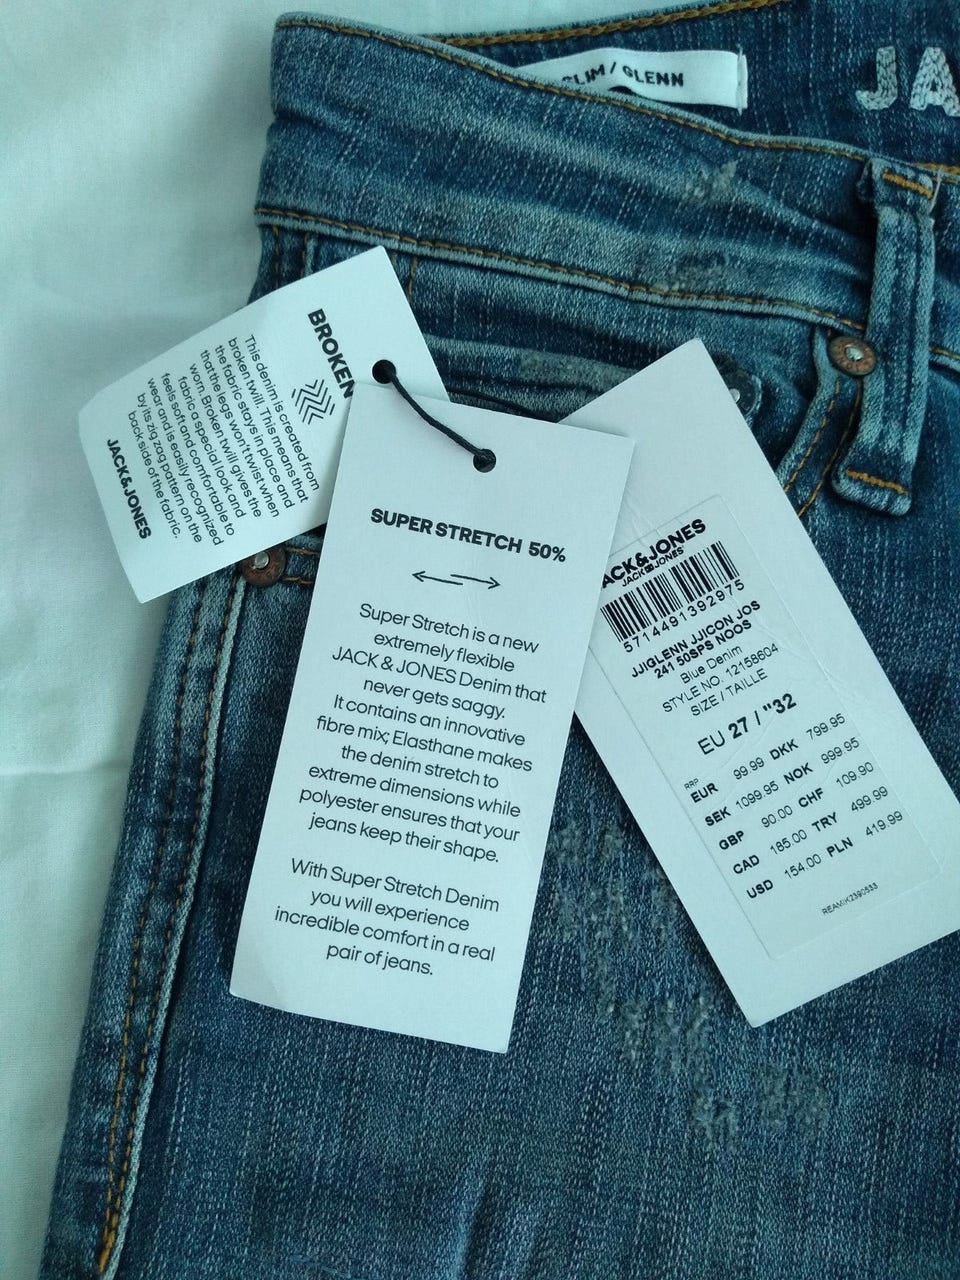 SLIM / GLENN
JA
BROKEN
This denim is created from
broken twill. This means that
the fabric stays in place and
that the legs won't twist when
worn. Broken twill gives the
fabric a special look and
feels soft and comfortable to
wear and is easily recognized
by its zig zag pattern on the
back side of the fabric.
JACK&JONES
SUPER STRETCH 50%
Super Stretch is a new
extremely flexible
JACK & JONES Denim that
never gets saggy.
It contains an innovative
fibre mix; Elasthane makes
the denim stretch to
extreme dimensions while
polyester ensures that your
jeans keep their shape.
With Super Stretch Denim
you will experience
incredible comfort in a real
pair of jeans.
ACK&JONES
JACK&JONES
5714491392975
JJIGLENN JJICON JOS
241 50SPS NOOS
Blue Denim
STYLE NO. 12158604
SIZE / TAILLE
EU 27 / "32
RRP
EUR 99.99 DKK 799.95
SEK 1099.95 NOK 999.95
GBP 90.00 CHF 109.90
CAD 185.00 TRY 499.99
USD 154.00 PLN 419.99